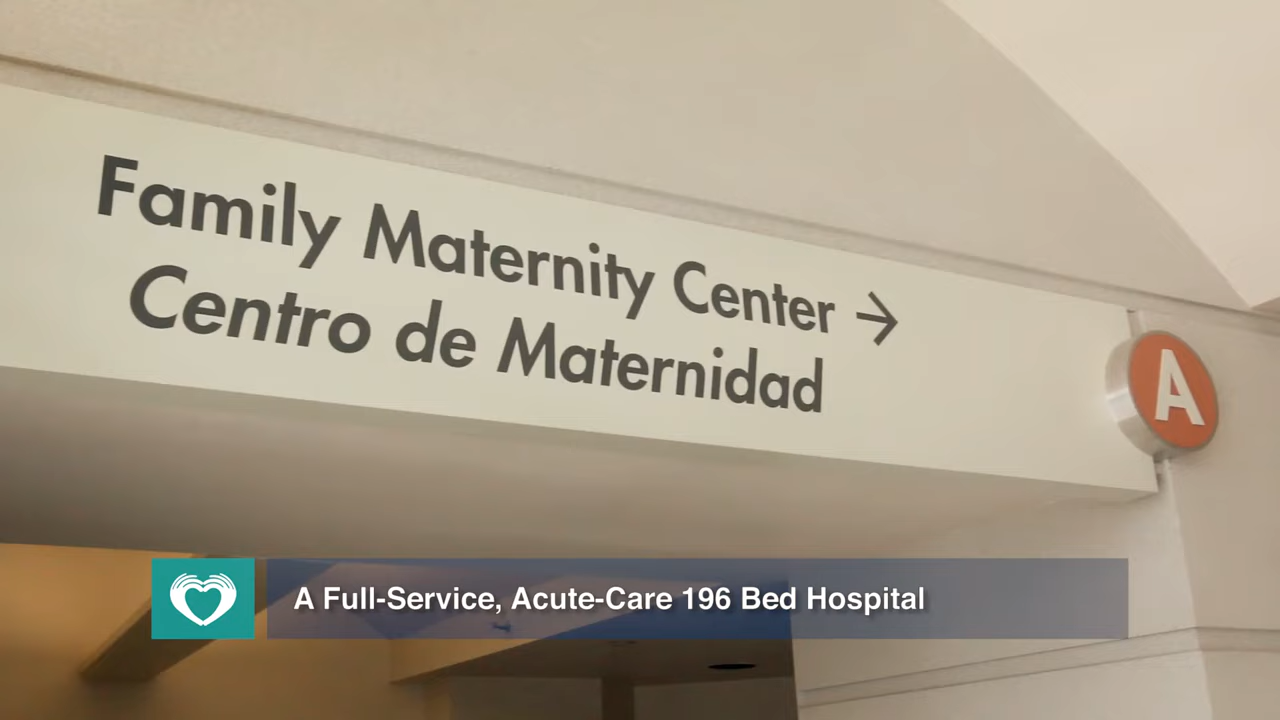 Family Maternity Center →
Centro de Maternidad
A
A Full-Service, Acute-Care 196 Bed Hospital